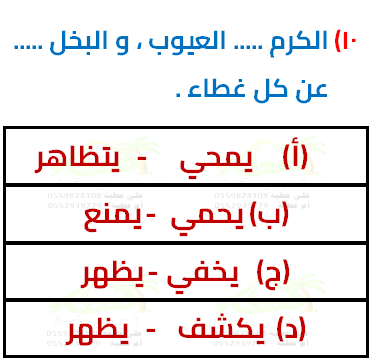 ١٠) الكرم ..... العيوب ، و البخل .....
عن كل غطاء .
(أ) يمحي - يتظاهر
(ب) يحمي - يمنع
(ج) يخفي - يظهر
(د) يكشف - يظهر